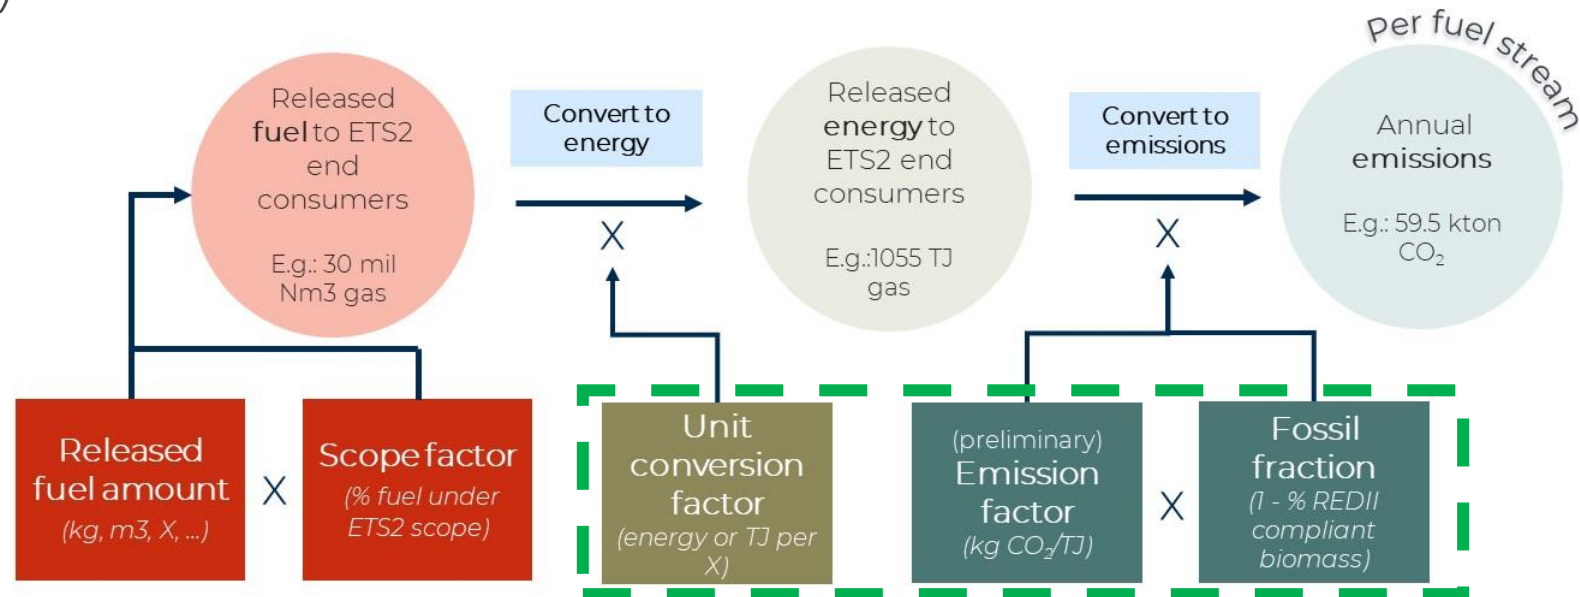 )
Per fuel stream
Released
fuel to ETS2
end
consumers
E.g.: 30 mil
Nm3 gas
Convert to
energy
X
Released
energy to
ETS2 end
consumers
E.g.:1055 TJ
gas
Convert to
emissions
X
Annual
emissions
E.g.: 59.5 kton
CO₂
Released
fuel amount
(kg, m3, X, ...)
X
Scope factor
(% fuel under
ETS2 scope)
Unit
conversion
factor
(energy or TJ per
X)
(preliminary)
Emission
factor
(kg CO₂/TJ)
X
Fossil
fraction
(1 - % REDII
compliant
biomass)